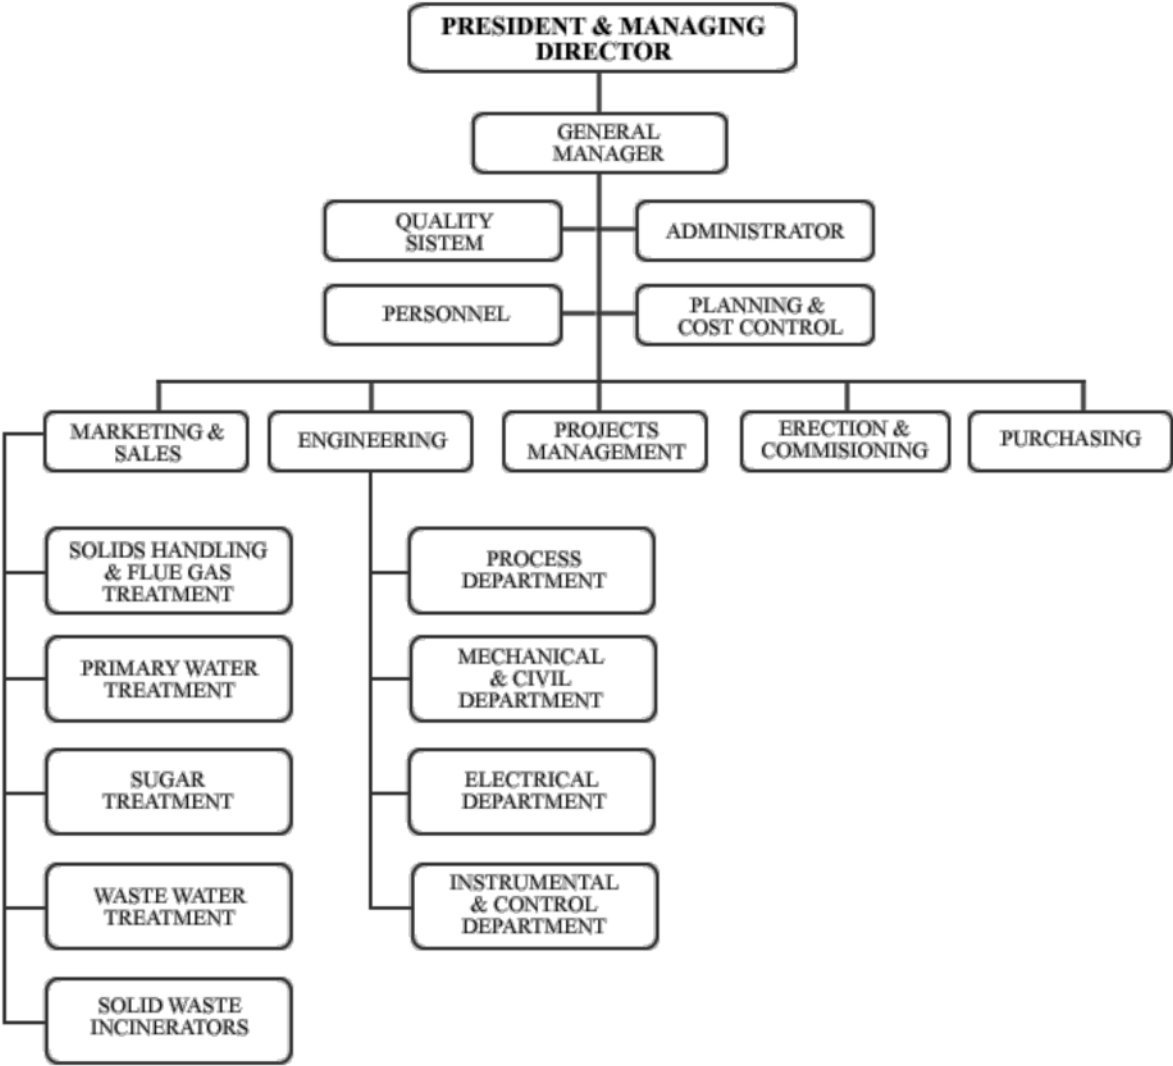 PRESIDENT & MANAGING
DIRECTOR
GENERAL
MANAGER
QUALITY
SISTEM
ADMINISTRATOR
PERSONNEL
PLANNING &
COST CONTROL
MARKETING &
SALES
ENGINEERING
PROJECTS
MANAGEMENT
ERECTION &
COMMISIONING
PURCHASING
SOLIDS HANDLING
& FLUE GAS
TREATMENT
PRIMARY WATER
TREATMENT
SUGAR
TREATMENT
WASTE WATER
TREATMENT
SOLID WASTE
INCINERATORS
PROCESS
DEPARTMENT
MECHANICAL
& CIVIL
DEPARTMENT
ELECTRICAL
DEPARTMENT
INSTRUMENTAL
& CONTROL
DEPARTMENT